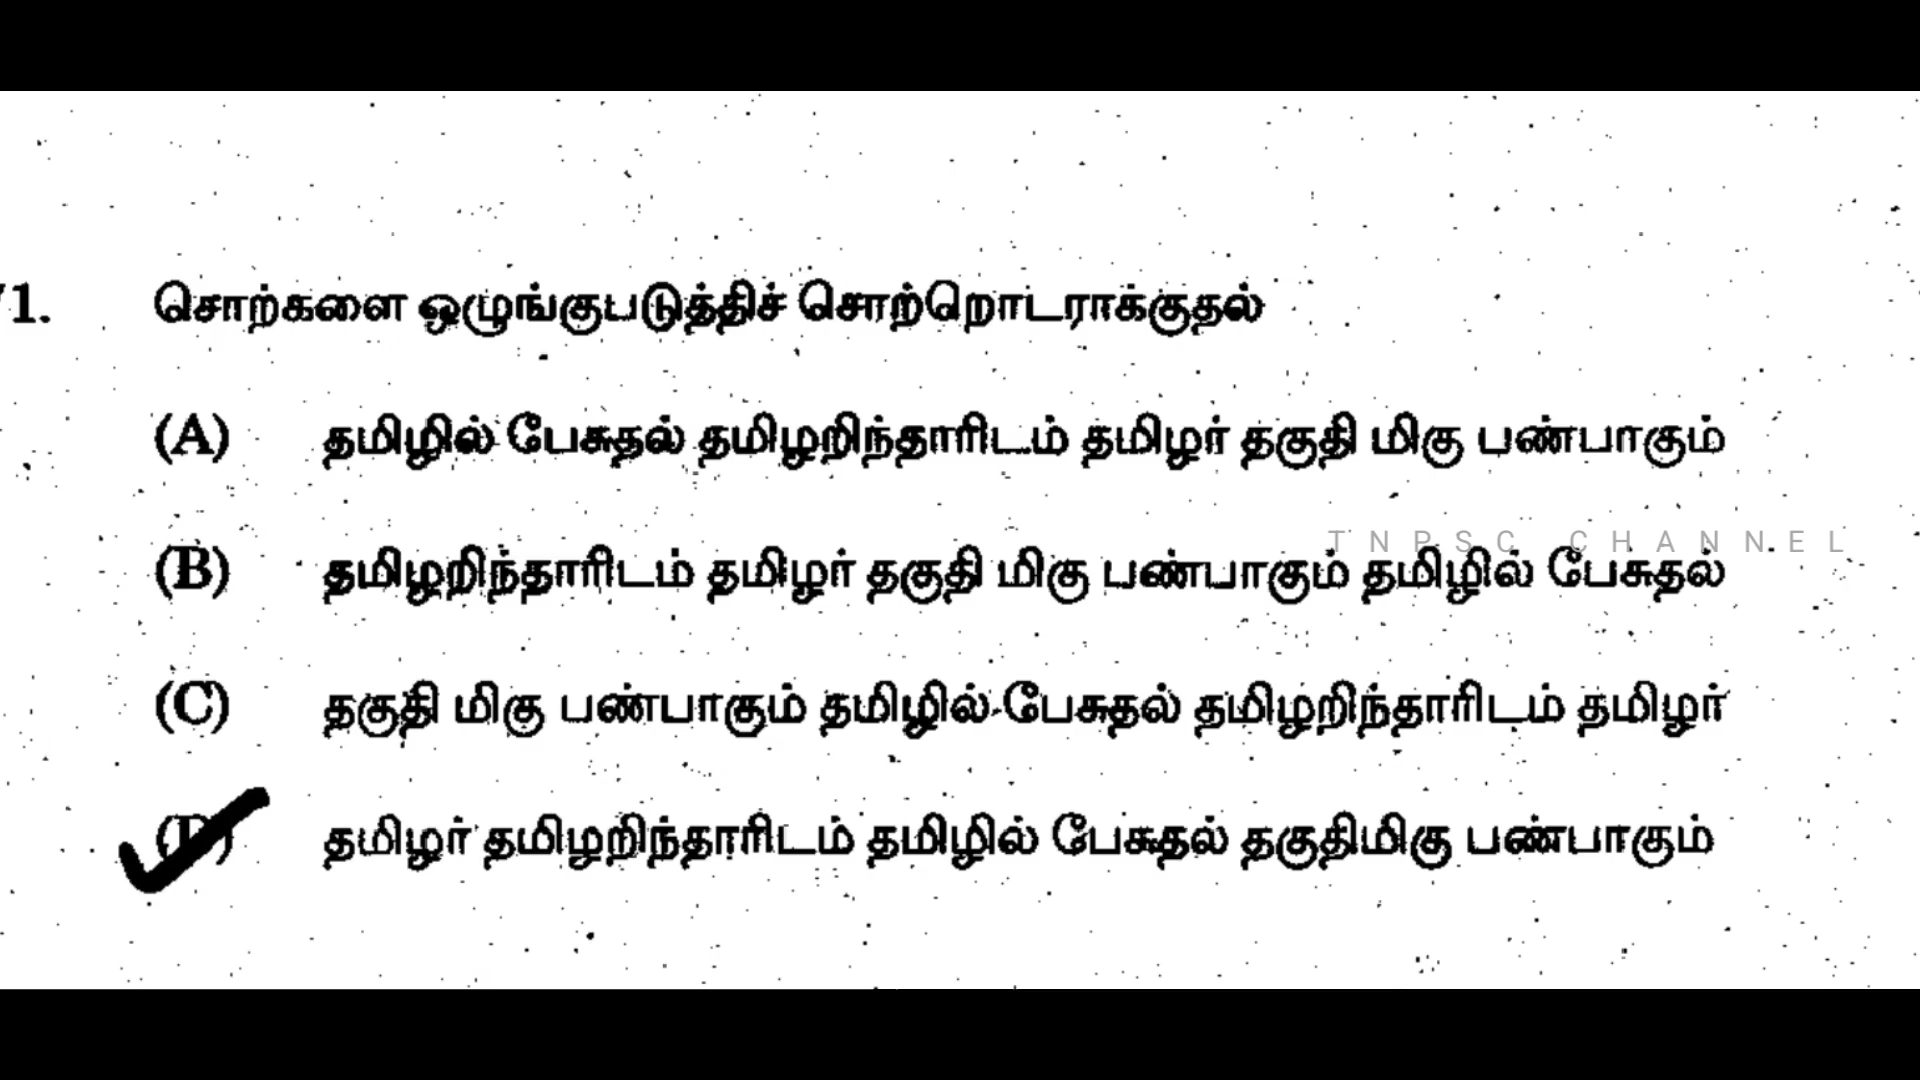 71. சொற்களை ஒழுங்குபடுத்திச் சொற்றொடராக்குதல்
(A) தமிழில் பேசுதல் தமிழறிந்தாரிடம் தமிழர் தகுதி மிகு பண்பாகும்
TNPSC CHANNEL
(B) தமிழறிந்தாரிடம் தமிழர் தகுதி மிகு பண்பாகும் தமிழில் பேசுதல்
(C) தகுதி மிகு பண்பாகும் தமிழில் பேசுதல் தமிழறிந்தாரிடம் தமிழர்
(D) தமிழர் தமிழறிந்தாரிடம் தமிழில் பேசுதல் தகுதிமிகு பண்பாகும்